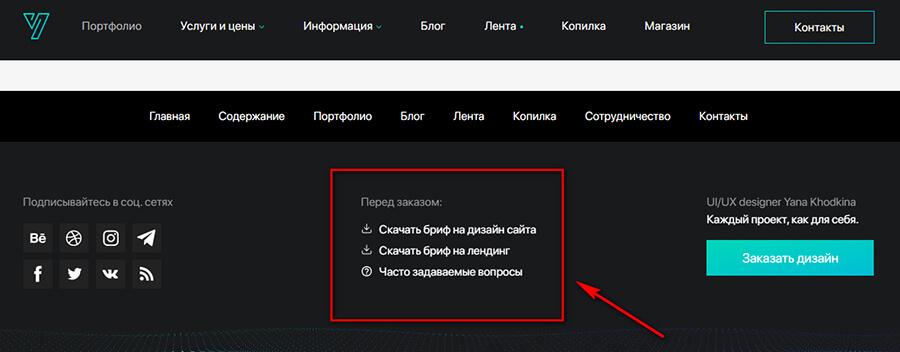 Портфолио Услуги и цены Информация Блог Лента Копилка Магазин Контакты
Главная Содержание Портфолио Блог Лента Копилка Сотрудничество Контакты
Подписывайтесь в соц. сетях
Bē
Перед заказом:
Скачать бриф на дизайн сайта
Скачать бриф на лендинг
Часто задаваемые вопросы
UI/UX designer Yana Khodkina
Каждый проект, как для себя.
Заказать дизайн